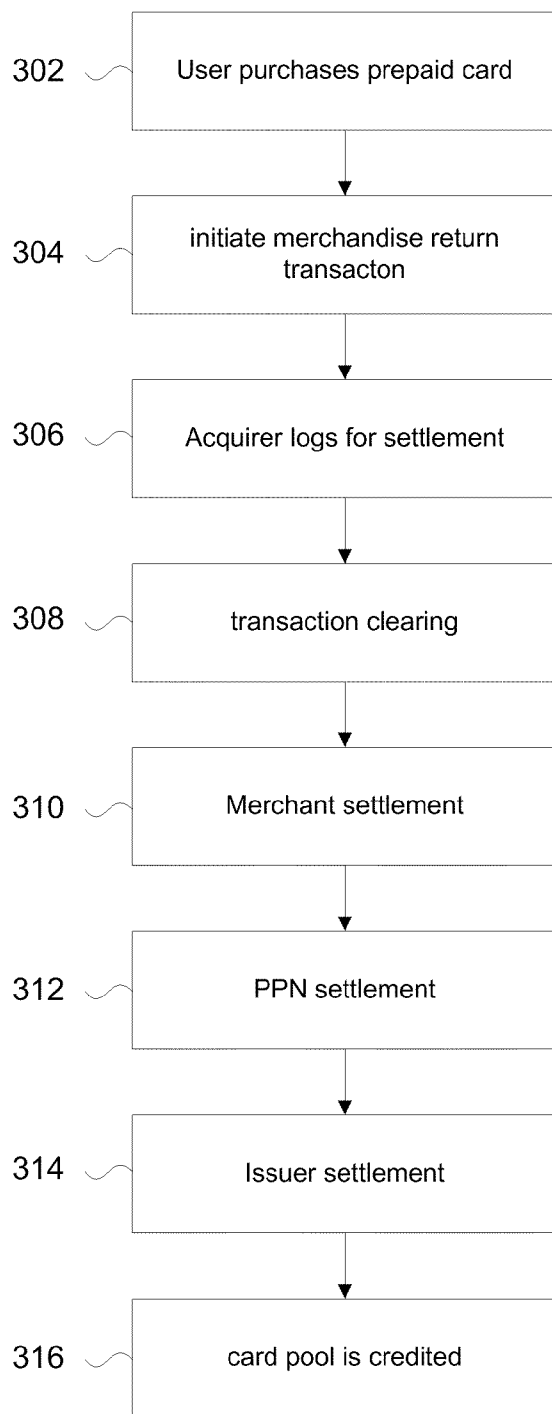 302
User purchases prepaid card
304
initiate merchandise return
transacton
306
Acquirer logs for settlement
308
transaction clearing
310
Merchant settlement
312
PPN settlement
314
Issuer settlement
316
card pool is credited